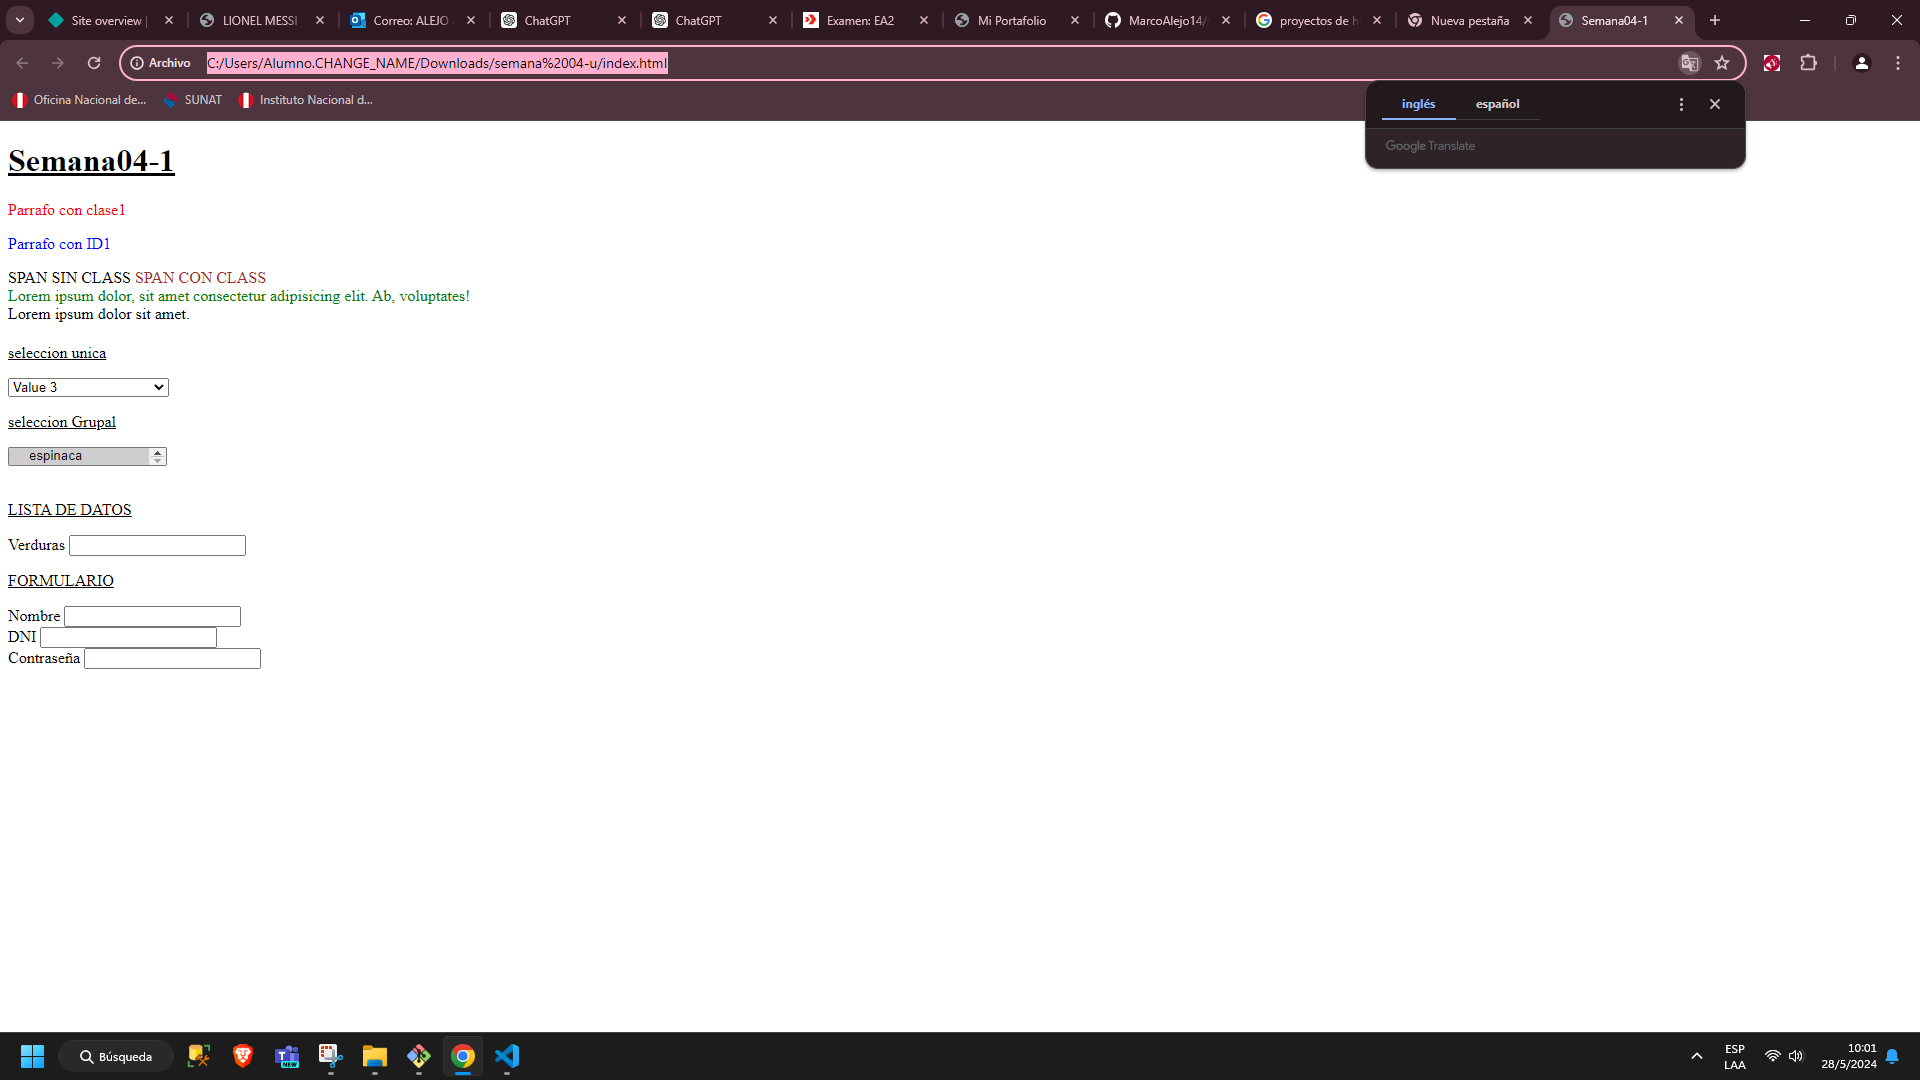 Site overview |
LIONEL MESSI
Correo: ALEJO
ChatGPT
ChatGPT
Examen: EA2
Mi Portafolio
MarcoAlejo14/
proyectos de h
Nueva pestaña
Semana04-1
Archivo
C:/Users/Alumno.CHANGE_NAME/Downloads/semana%2004-u/index.html
Oficina Nacional de...
SUNAT
Instituto Nacional d...
inglés
español
Google Translate
Semana04-1
Parrafo con clase1
Parrafo con ID1
SPAN SIN CLASS SPAN CON CLASS
Lorem ipsum dolor, sit amet consectetur adipisicing elit. Ab, voluptates!
Lorem ipsum dolor sit amet.
seleccion unica
Value 3
seleccion Grupal
espinaca
LISTA DE DATOS
Verduras
FORMULARIO
Nombre
DNI
Contraseña
Búsqueda
NEW
ESP
LAA
10:01
28/5/2024